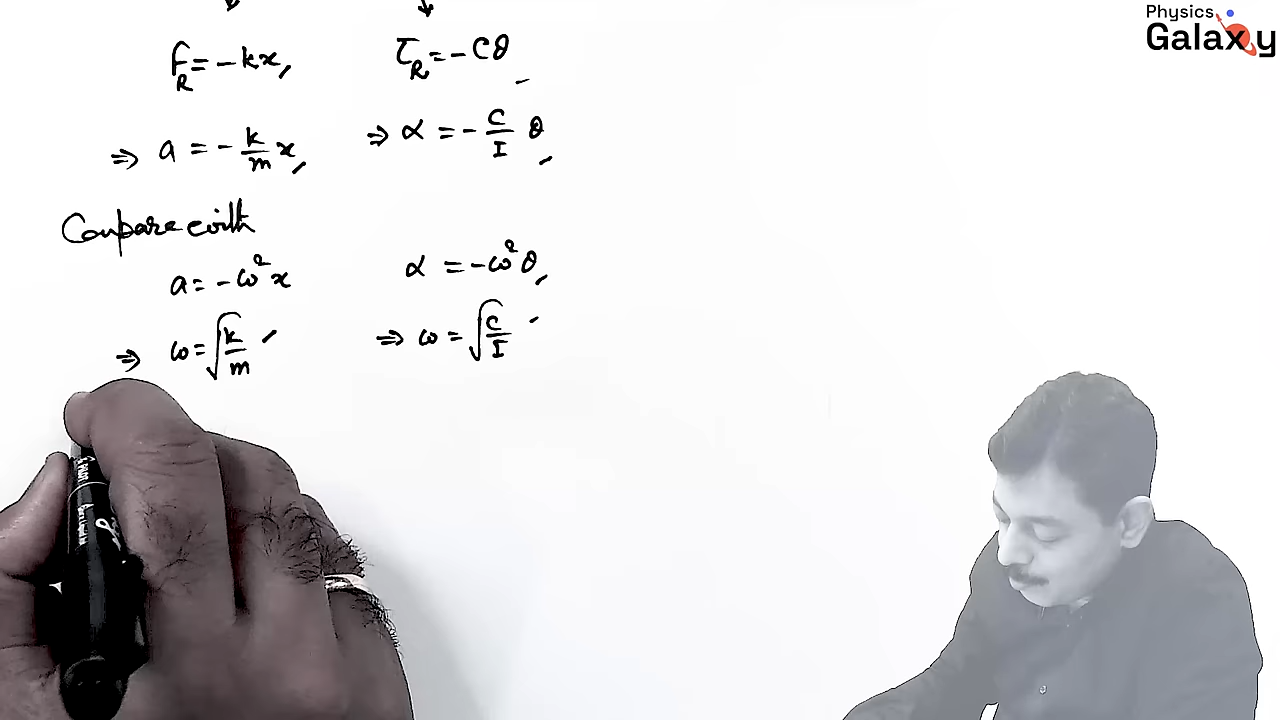 Physics
Galaxy
F_R = -kx, τ_R = -Cθ
⇒ a = -k/m x, ⇒ α = -C/I θ,
Compare with
a = -ω²x α = -ω²θ,
⇒ ω = √(k/m) ⇒ ω = √(C/I)